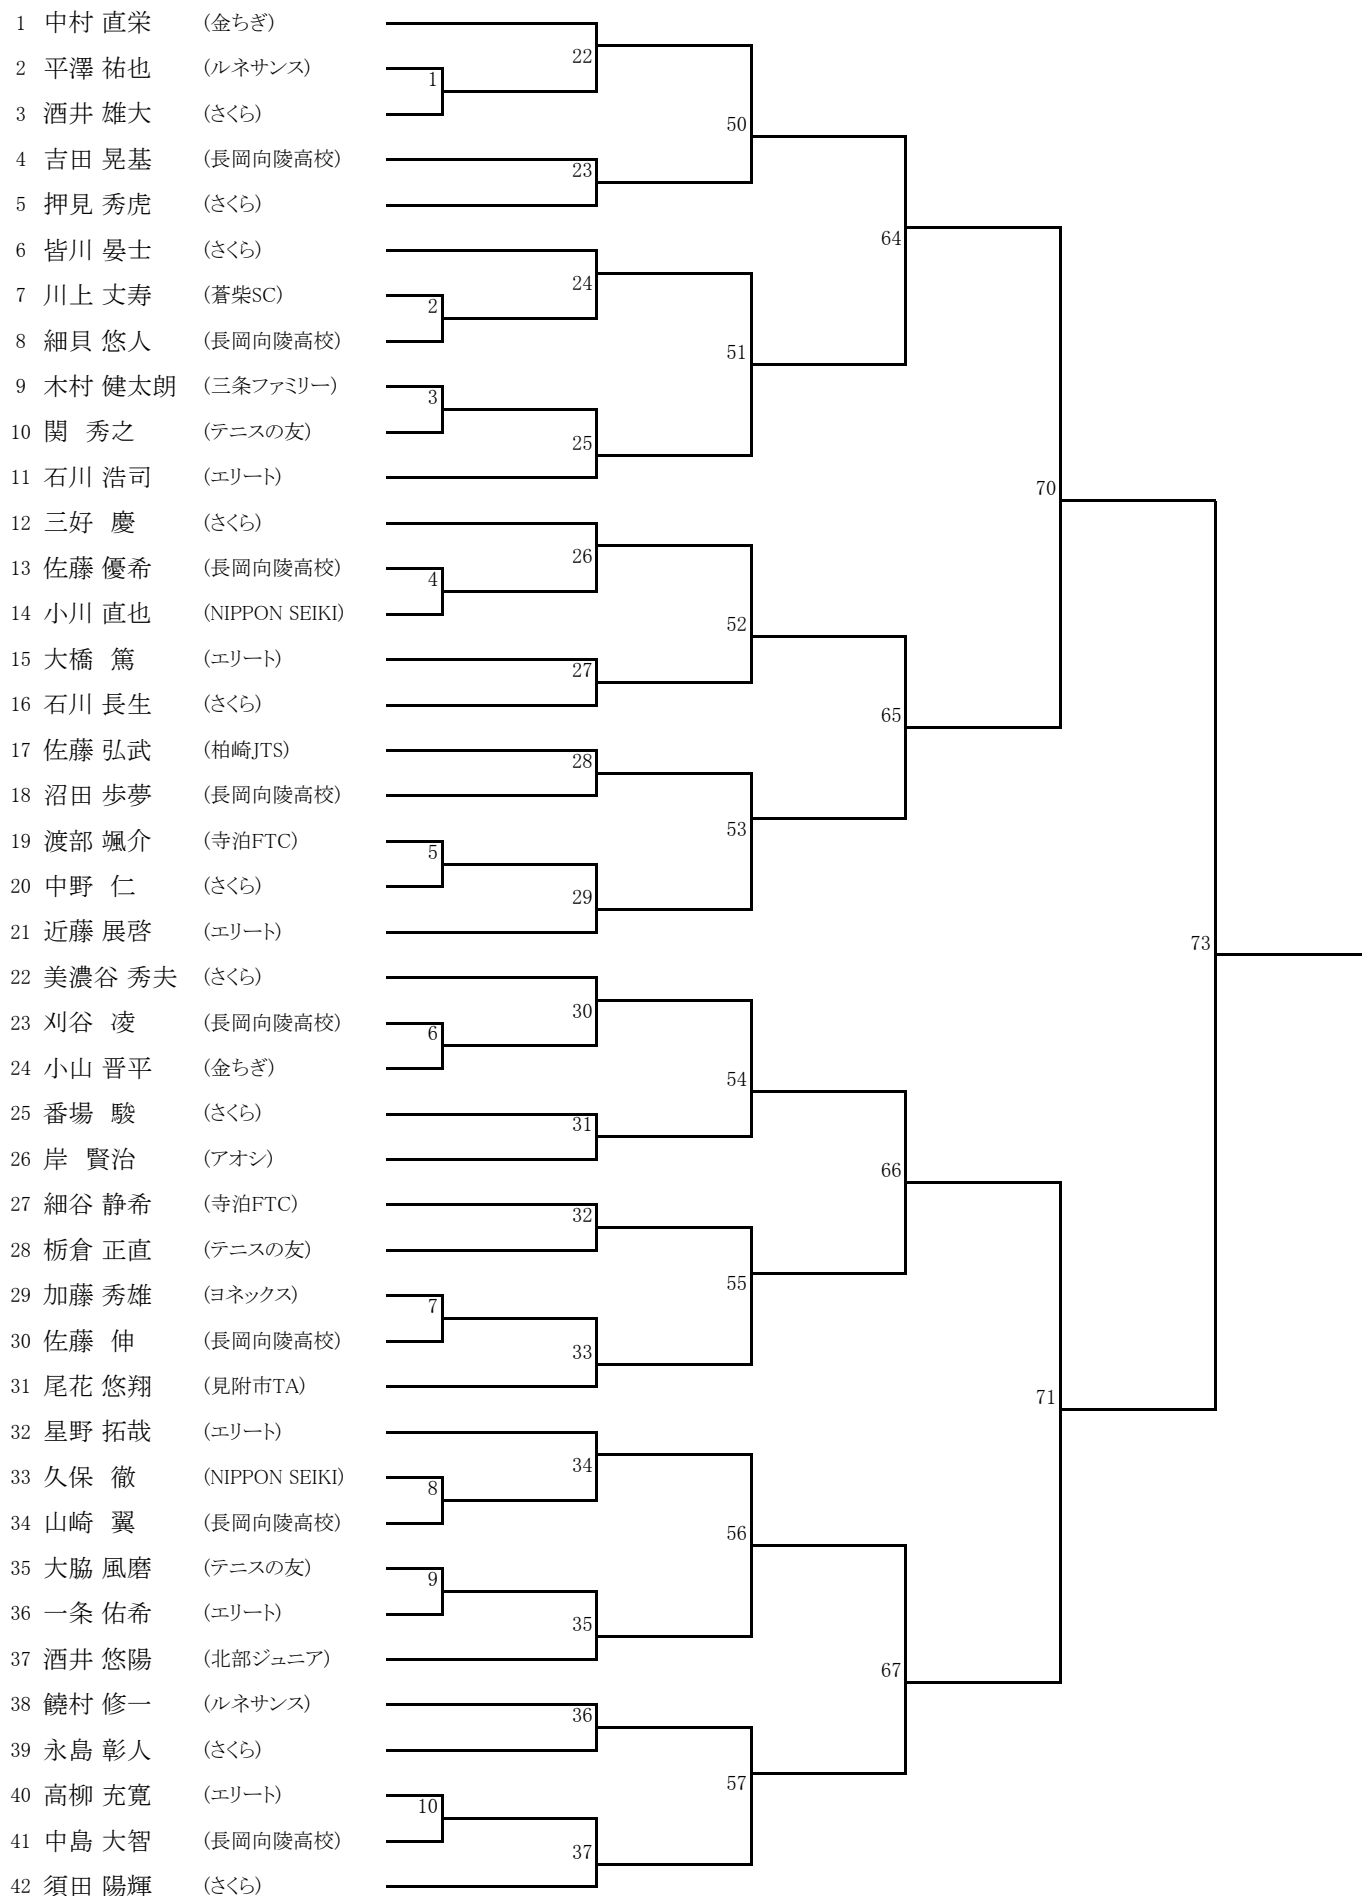 1 中村 直栄 (金ちぎ)
2 平澤 祐也 (ルネサンス)
3 酒井 雄大 (さくら)
4 吉田 晃基 (長岡向陵高校)
5 押見 秀虎 (さくら)
6 皆川 晏士 (さくら)
7 川上 丈寿 (蒼柴SC)
8 細貝 悠人 (長岡向陵高校)
9 木村 健太朗 (三条ファミリー)
10 関 秀之 (テニスの友)
11 石川 浩司 (エリート)
12 三好 慶 (さくら)
13 佐藤 優希 (長岡向陵高校)
14 小川 直也 (NIPPON SEIKI)
15 大橋 篤 (エリート)
16 石川 長生 (さくら)
17 佐藤 弘武 (柏崎JTS)
18 沼田 歩夢 (長岡向陵高校)
19 渡部 颯介 (寺泊FTC)
20 中野 仁 (さくら)
21 近藤 展啓 (エリート)
22 美濃谷 秀夫 (さくら)
23 刈谷 凌 (長岡向陵高校)
24 小山 晋平 (金ちぎ)
25 番場 駿 (さくら)
26 岸 賢治 (アオシ)
27 細谷 静希 (寺泊FTC)
28 栃倉 正直 (テニスの友)
29 加藤 秀雄 (ヨネックス)
30 佐藤 伸 (長岡向陵高校)
31 尾花 悠翔 (見附市TA)
32 星野 拓哉 (エリート)
33 久保 徹 (NIPPON SEIKI)
34 山崎 翼 (長岡向陵高校)
35 大脇 風磨 (テニスの友)
36 一条 佑希 (エリート)
37 酒井 悠陽 (北部ジュニア)
38 饒村 修一 (ルネサンス)
39 永島 彰人 (さくら)
40 高柳 充寛 (エリート)
41 中島 大智 (長岡向陵高校)
42 須田 陽輝 (さくら)
1
2
3
4
5
6
7
8
9
10
22
23
24
25
26
27
28
29
30
31
32
33
34
35
36
37
50
51
52
53
54
55
56
57
64
65
66
67
70
71
73